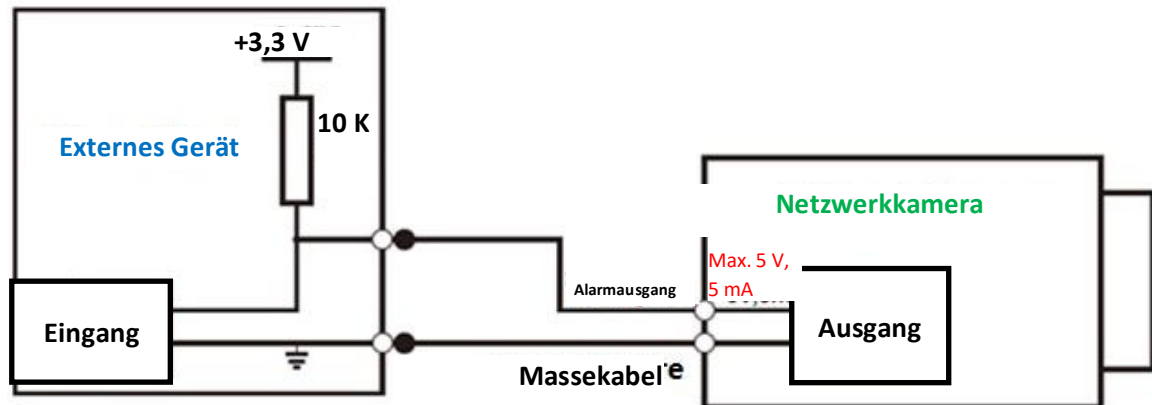 +3,3 V
10 K
Externes Gerät
Netzwerkkamera
Max. 5 V,
5 mA
Alarmausgang
Eingang
Ausgang
Massekabel